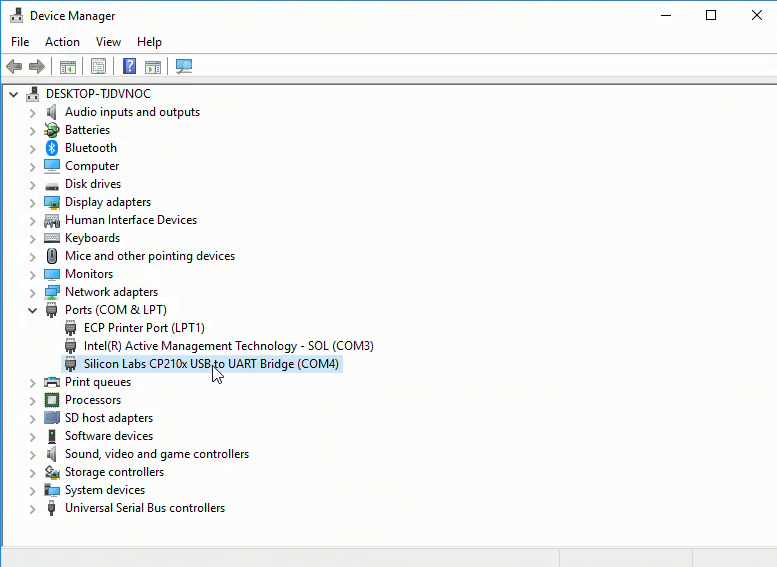 Device Manager
File Action View Help
DESKTOP-TJDVNOC
Audio inputs and outputs
Batteries
Bluetooth
Computer
Disk drives
Display adapters
Human Interface Devices
Keyboards
Mice and other pointing devices
Monitors
Network adapters
Ports (COM & LPT)
ECP Printer Port (LPT1)
Intel(R) Active Management Technology - SOL (COM3)
Silicon Labs CP210x USB to UART Bridge (COM4)
Print queues
Processors
SD host adapters
Software devices
Sound, video and game controllers
Storage controllers
System devices
Universal Serial Bus controllers